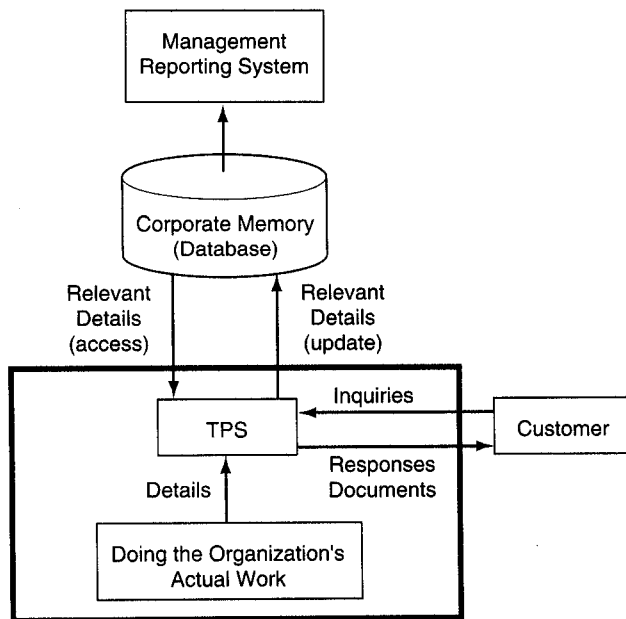 Management
Reporting System
Corporate Memory
(Database)
Relevant
Details
(access)
Relevant
Details
(update)
Inquiries
TPS
Customer
Responses
Documents
Details
Doing the Organization's
Actual Work